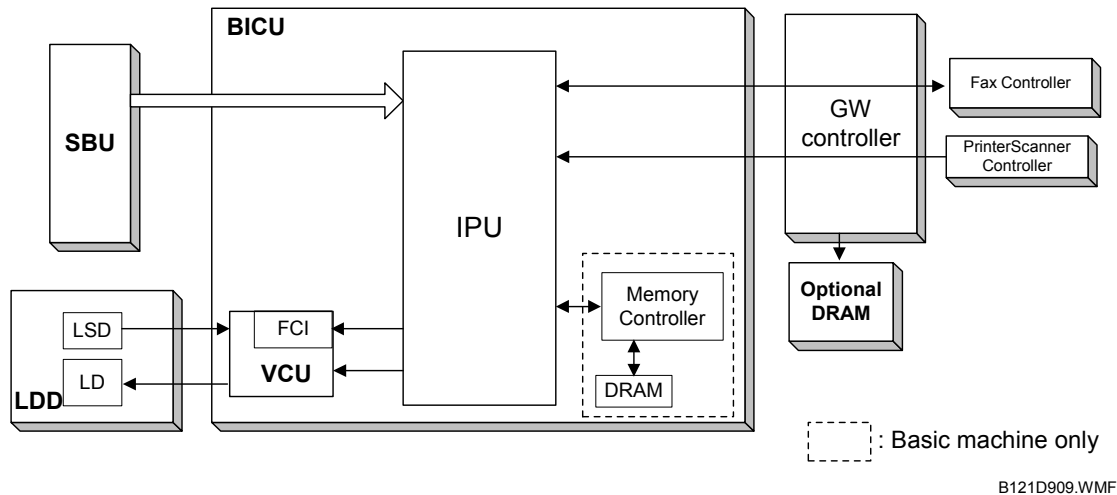 BICU
SBU
IPU
GW
controller
Fax Controller
PrinterScanner
Controller
Optional
DRAM
Memory
Controller
DRAM
LSD
LD
LDD
FCI
VCU
: Basic machine only
B121D909.WMF